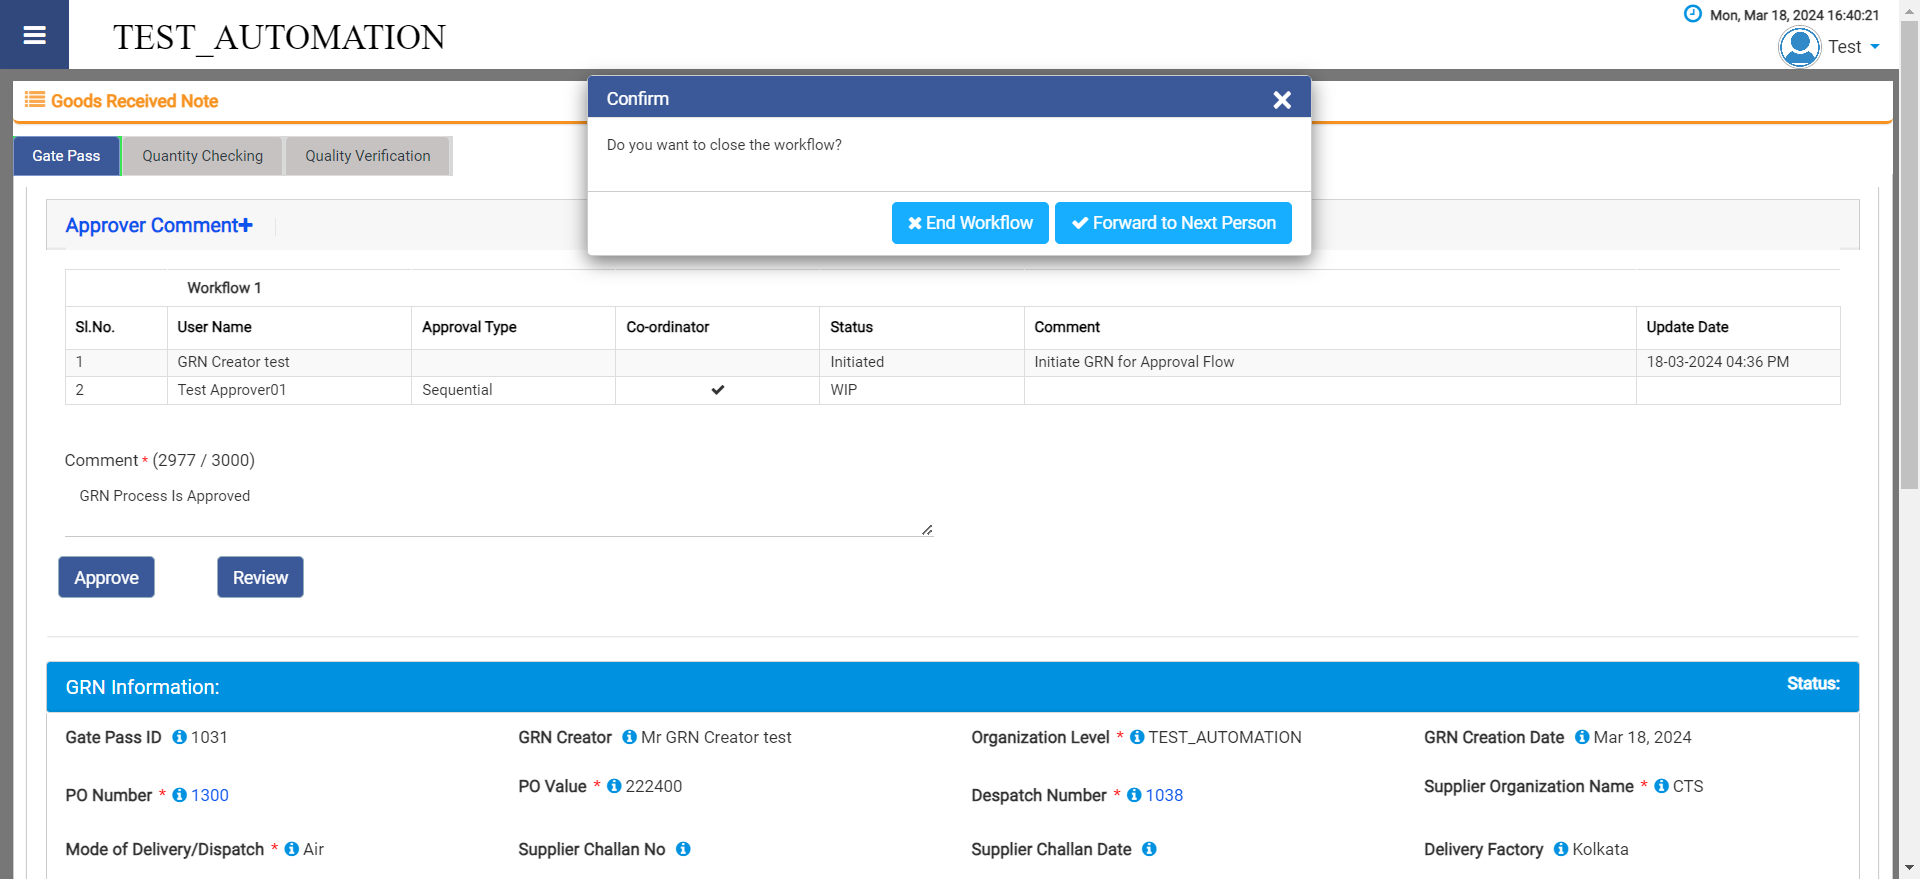 TEST_AUTOMATION
Mon, Mar 18, 2024 16:40:21
Test
Goods Received Note
Confirm
Do you want to close the workflow?
End Workflow
Forward to Next Person
Gate Pass
Quantity Checking
Quality Verification
Approver Comment
Workflow 1
Sl.No. User Name Approval Type Co-ordinator Status Comment Update Date
1 GRN Creator test Initiated Initiate GRN for Approval Flow 18-03-2024 04:36 PM
2 Test Approver01 Sequential WIP
Comment * (2977 / 3000)
GRN Process Is Approved
Approve
Review
GRN Information:
Status:
Gate Pass ID 1031
GRN Creator Mr GRN Creator test
Organization Level * TEST_AUTOMATION
GRN Creation Date Mar 18, 2024
PO Number * 1300
PO Value * 222400
Despatch Number * 1038
Supplier Organization Name * CTS
Mode of Delivery/Dispatch * Air
Supplier Challan No
Supplier Challan Date
Delivery Factory Kolkata